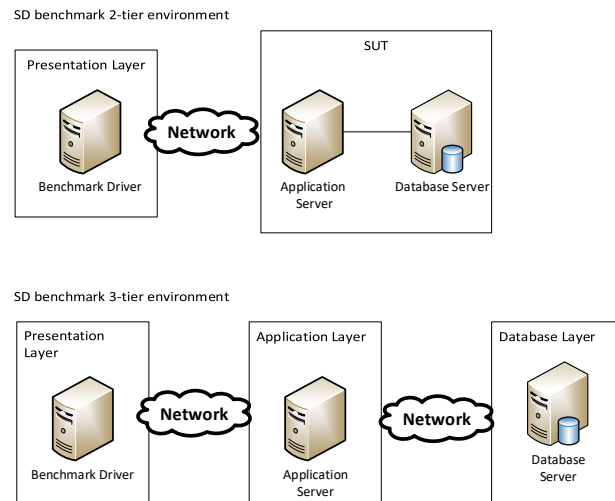 SD benchmark 2-tier environment
SUT
Presentation Layer
Network
Benchmark Driver
Application
Server
Database Server
SD benchmark 3-tier environment
Presentation
Layer
Application Layer
Database Layer
Network
Network
Benchmark Driver
Application
Server
Database
Server